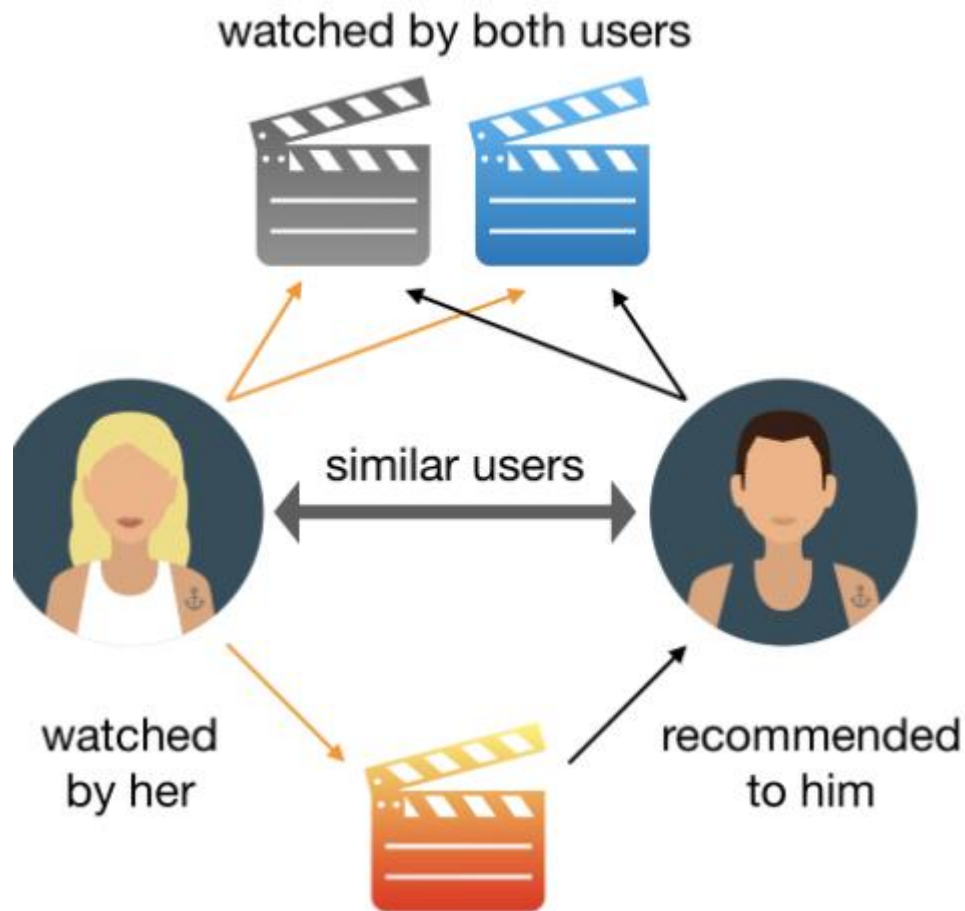 watched by both users
similar users
watched
by her
recommended
to him